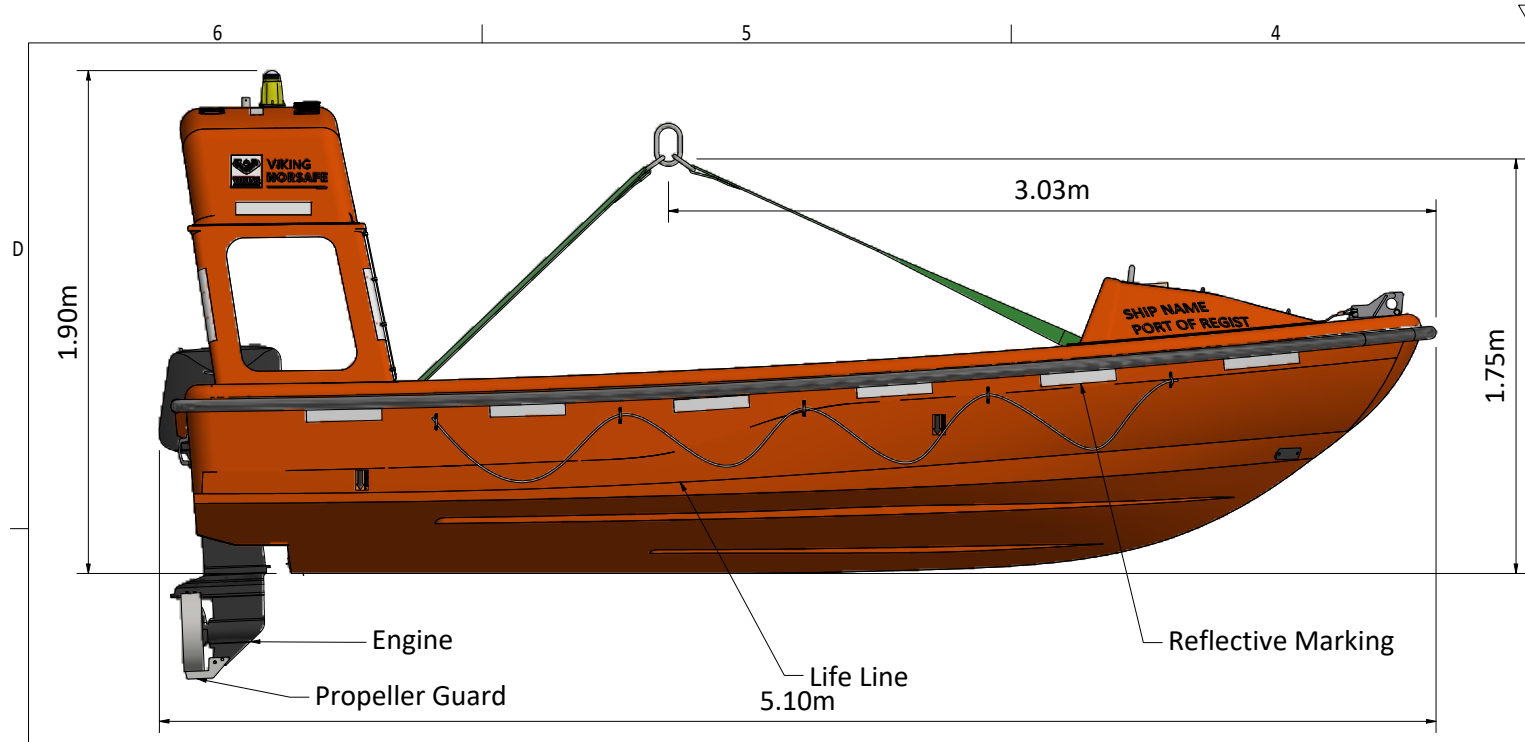 6 5 4
D
VIKING
NORSAFE
3.03m
1.90m
SHIP NAME
PORT OF REGIST
1.75m
Engine
Reflective Marking
Life Line
Propeller Guard
5.10m